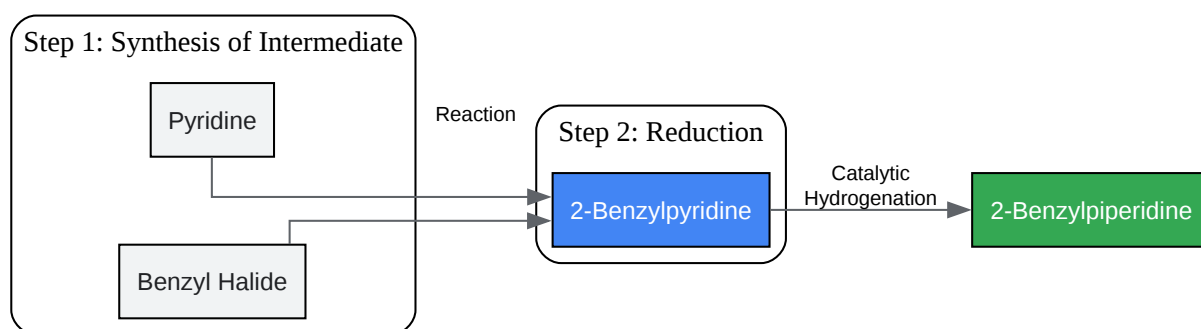 Step 1: Synthesis of Intermediate
Pyridine
Benzyl Halide
Reaction
Step 2: Reduction
2-Benzylpyridine
Catalytic
Hydrogenation
2-Benzylpiperidine